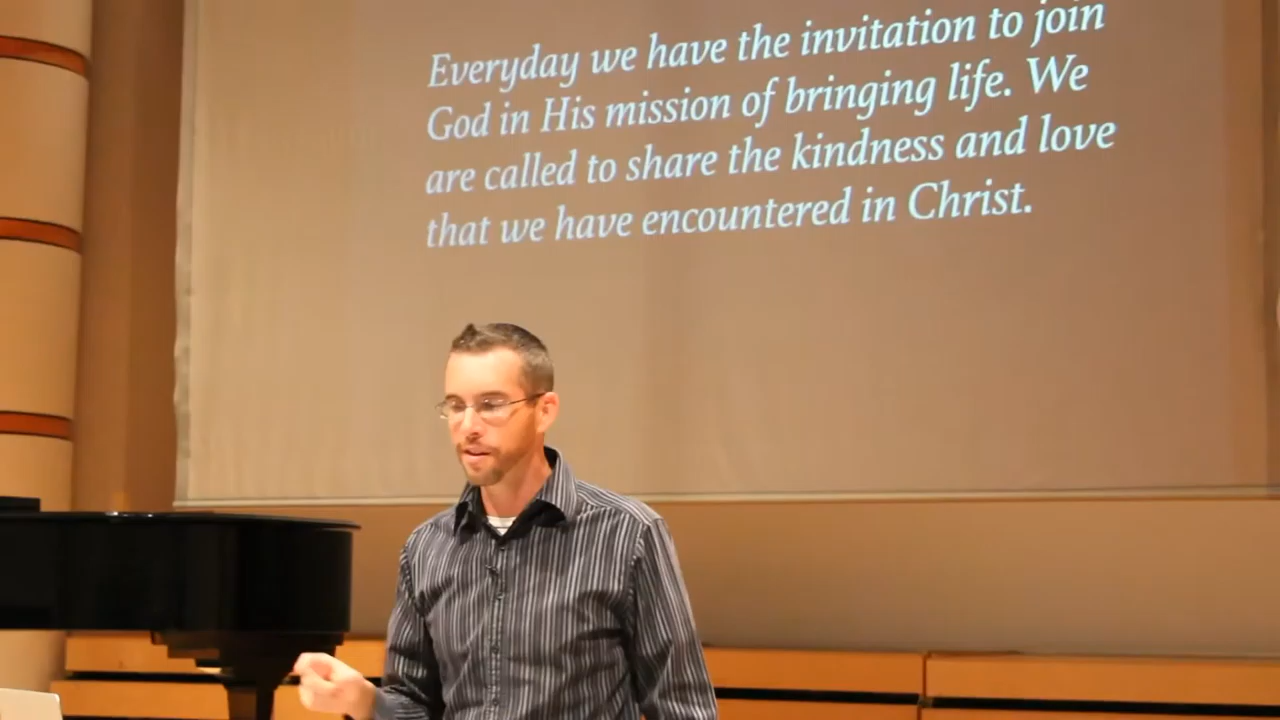 Everyday we have the invitation to join
God in His mission of bringing life. We
are called to share the kindness and love
that we have encountered in Christ.